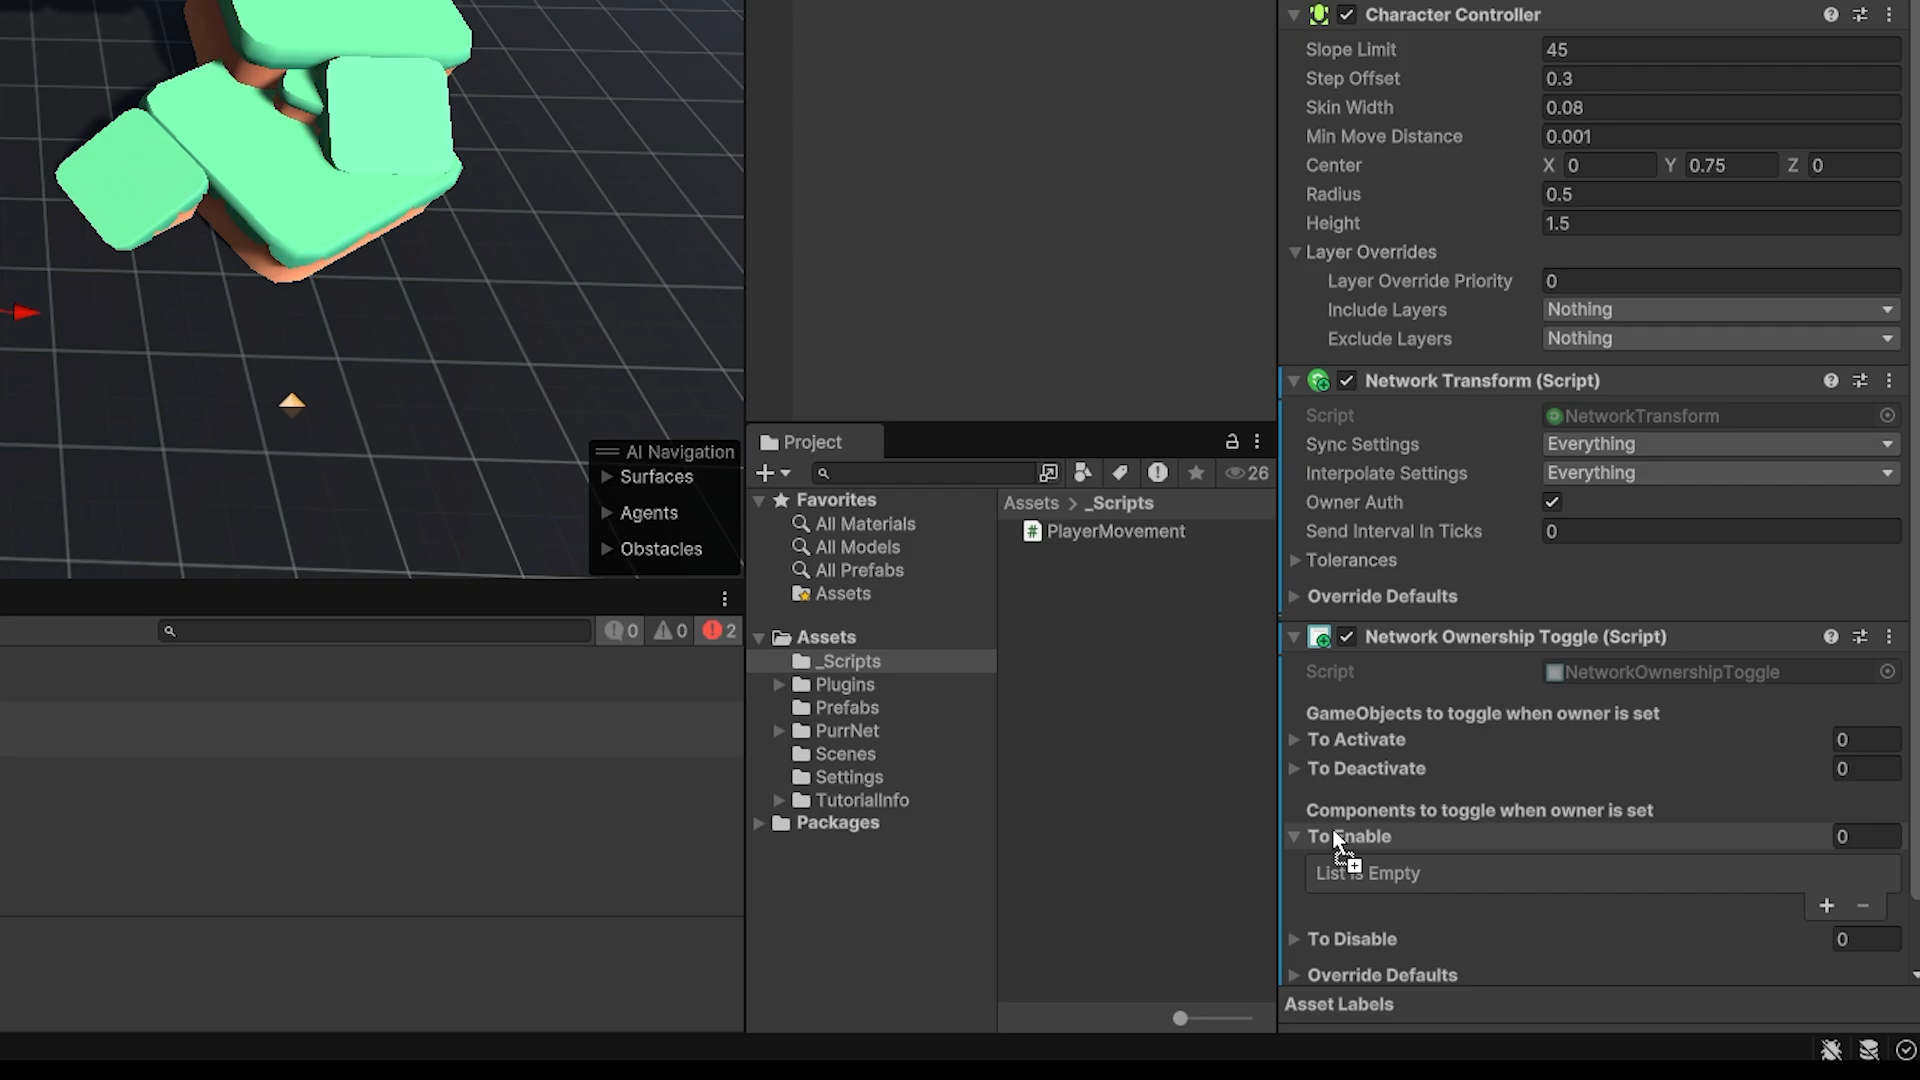 Character Controller
Slope Limit 45
Step Offset 0.3
Skin Width 0.08
Min Move Distance 0.001
Center X 0 Y 0.75 Z 0
Radius 0.5
Height 1.5
Layer Overrides
Layer Override Priority 0
Include Layers Nothing
Exclude Layers Nothing
Network Transform (Script)
Script NetworkTransform
Sync Settings Everything
Interpolate Settings Everything
Owner Auth
Send Interval In Ticks 0
Tolerances
Override Defaults
Network Ownership Toggle (Script)
Script NetworkOwnershipToggle
GameObjects to toggle when owner is set
To Activate 0
To Deactivate 0
Components to toggle when owner is set
To Enable 0
List is Empty
To Disable 0
Override Defaults
Asset Labels
AI Navigation
Surfaces
Agents
Obstacles
0 0 2
Project
26
Favorites
All Materials
All Models
All Prefabs
Assets
Assets
_Scripts
Plugins
Prefabs
PurrNet
Scenes
Settings
TutorialInfo
Packages
Assets > _Scripts
PlayerMovement